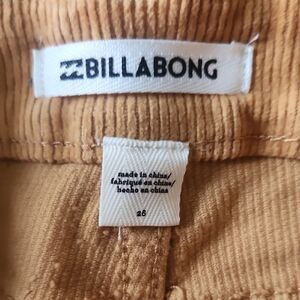 BILLABONG
made in china/
fabriqué en chine/
hecho en china
26